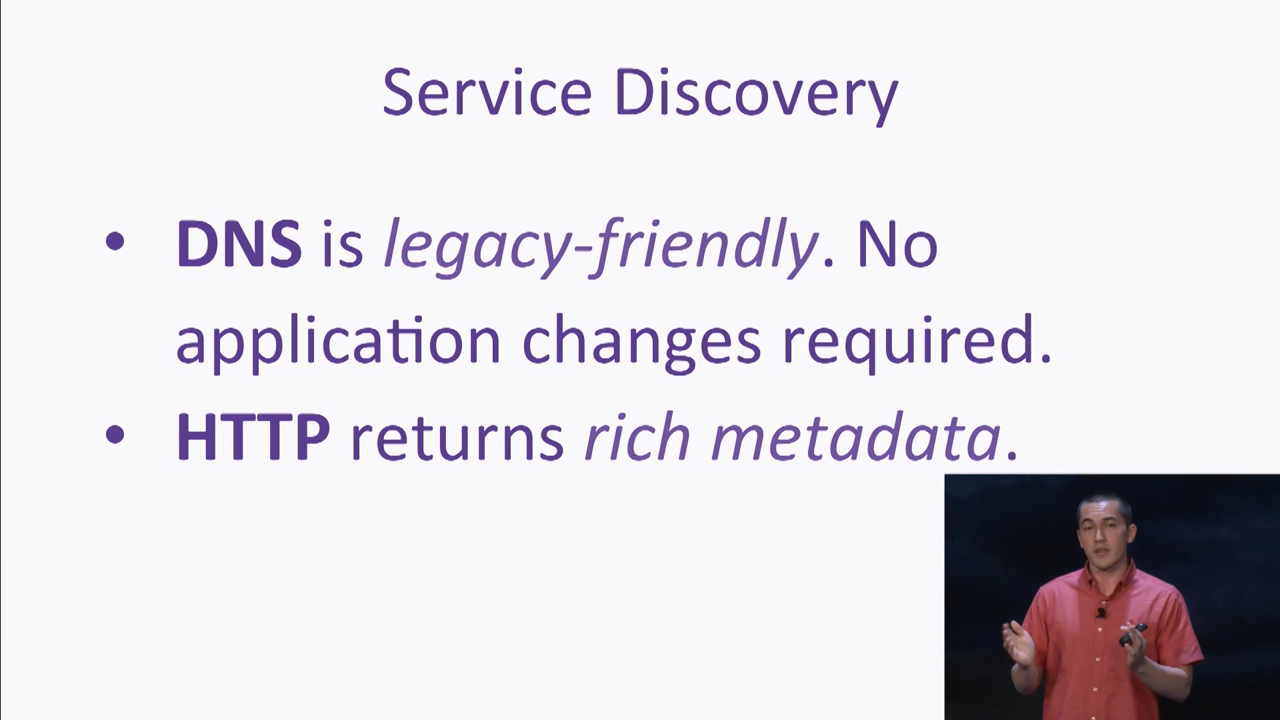 Service Discovery
• DNS is legacy-friendly. No
application changes required.
• HTTP returns rich metadata.